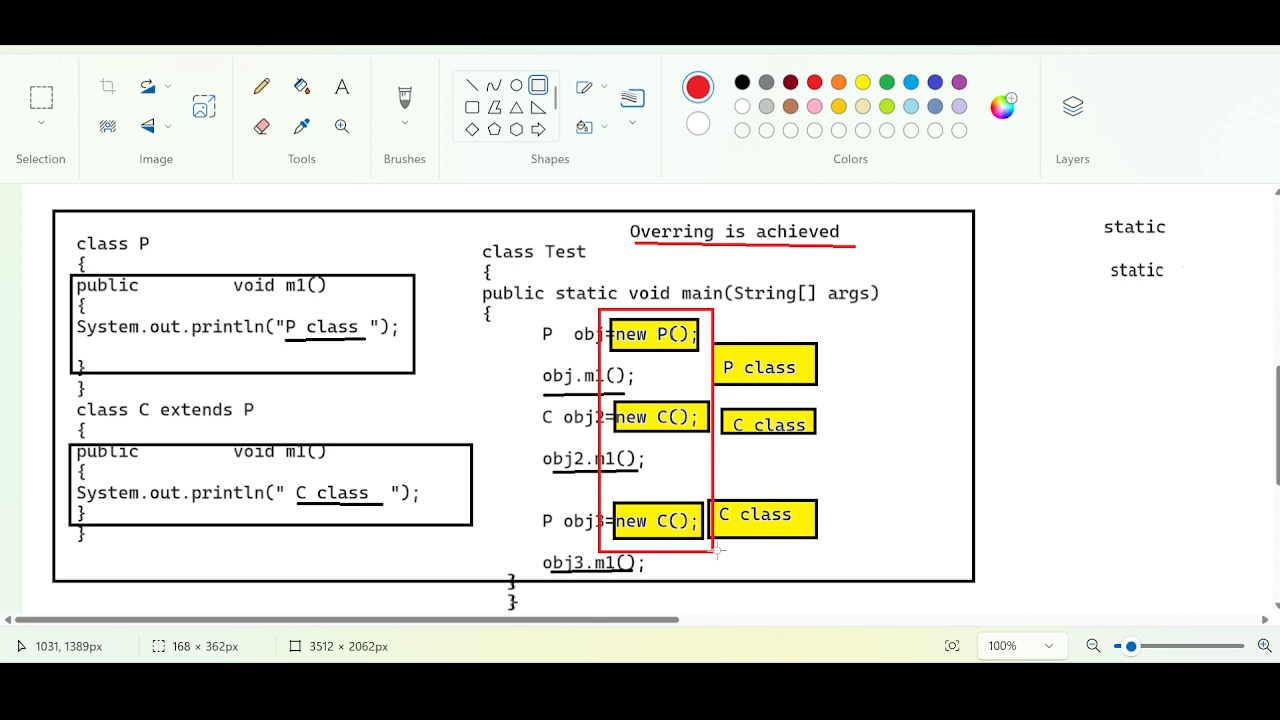 Selection
Image
Tools
Brushes
Shapes
Colors
Layers
class P
{
public void m1()
{
System.out.println("P class ");
}
}
class C extends P
{
public void m1()
{
System.out.println(" C class ");
}
}
Overring is achieved
class Test
{
public static void main(String[] args)
{
P obj=new P();
P class
obj.m1();
C obj2=new C();
C class
obj2.m1();
P obj3=new C();
C class
obj3.m1();
}
}
static
static
1031, 1389px
168 × 362px
3512 × 2062px
100%